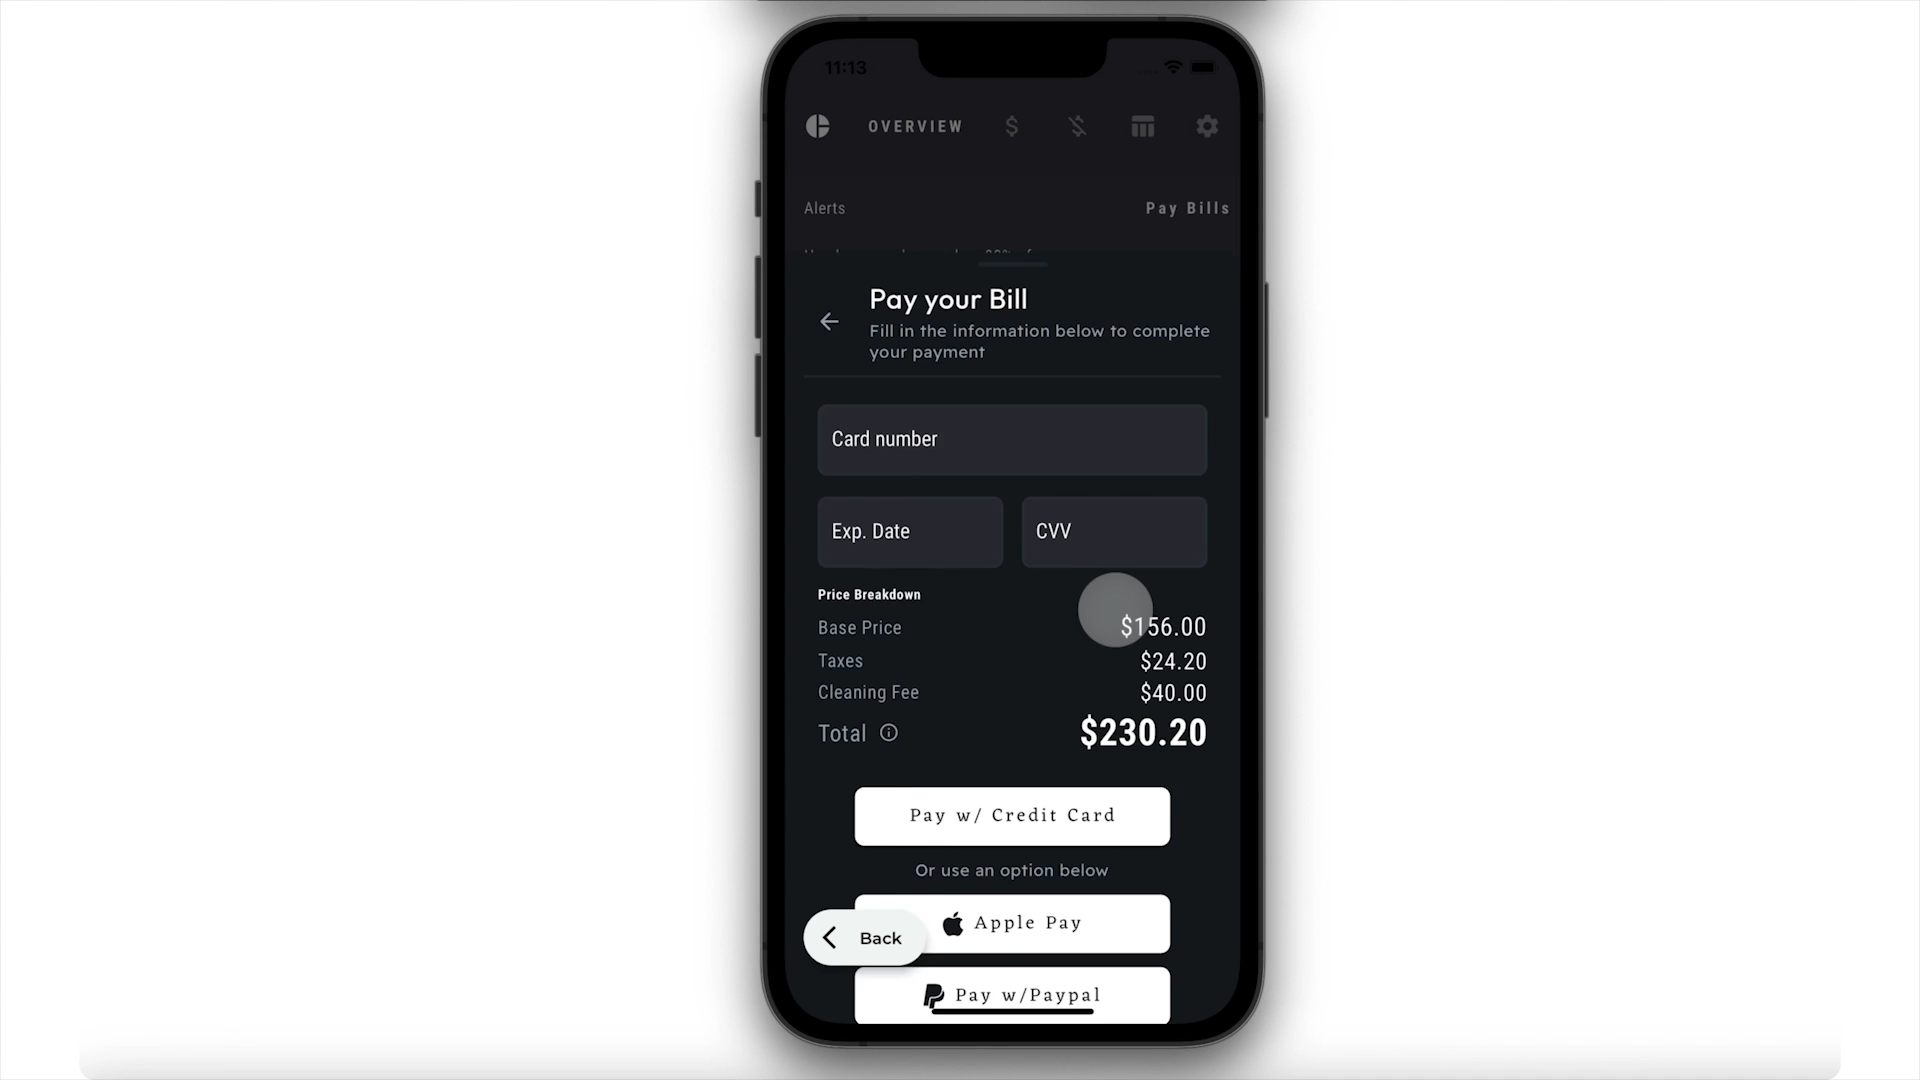 11:13
OVERVIEW
Alerts
Pay Bills
Pay your Bill
Fill in the information below to complete
your payment
Card number
Exp. Date
CVV
Price Breakdown
Base Price
$156.00
Taxes
$24.20
Cleaning Fee
$40.00
Total
$230.20
Pay w/ Credit Card
Or use an option below
Apple Pay
Back
Pay w/Paypal